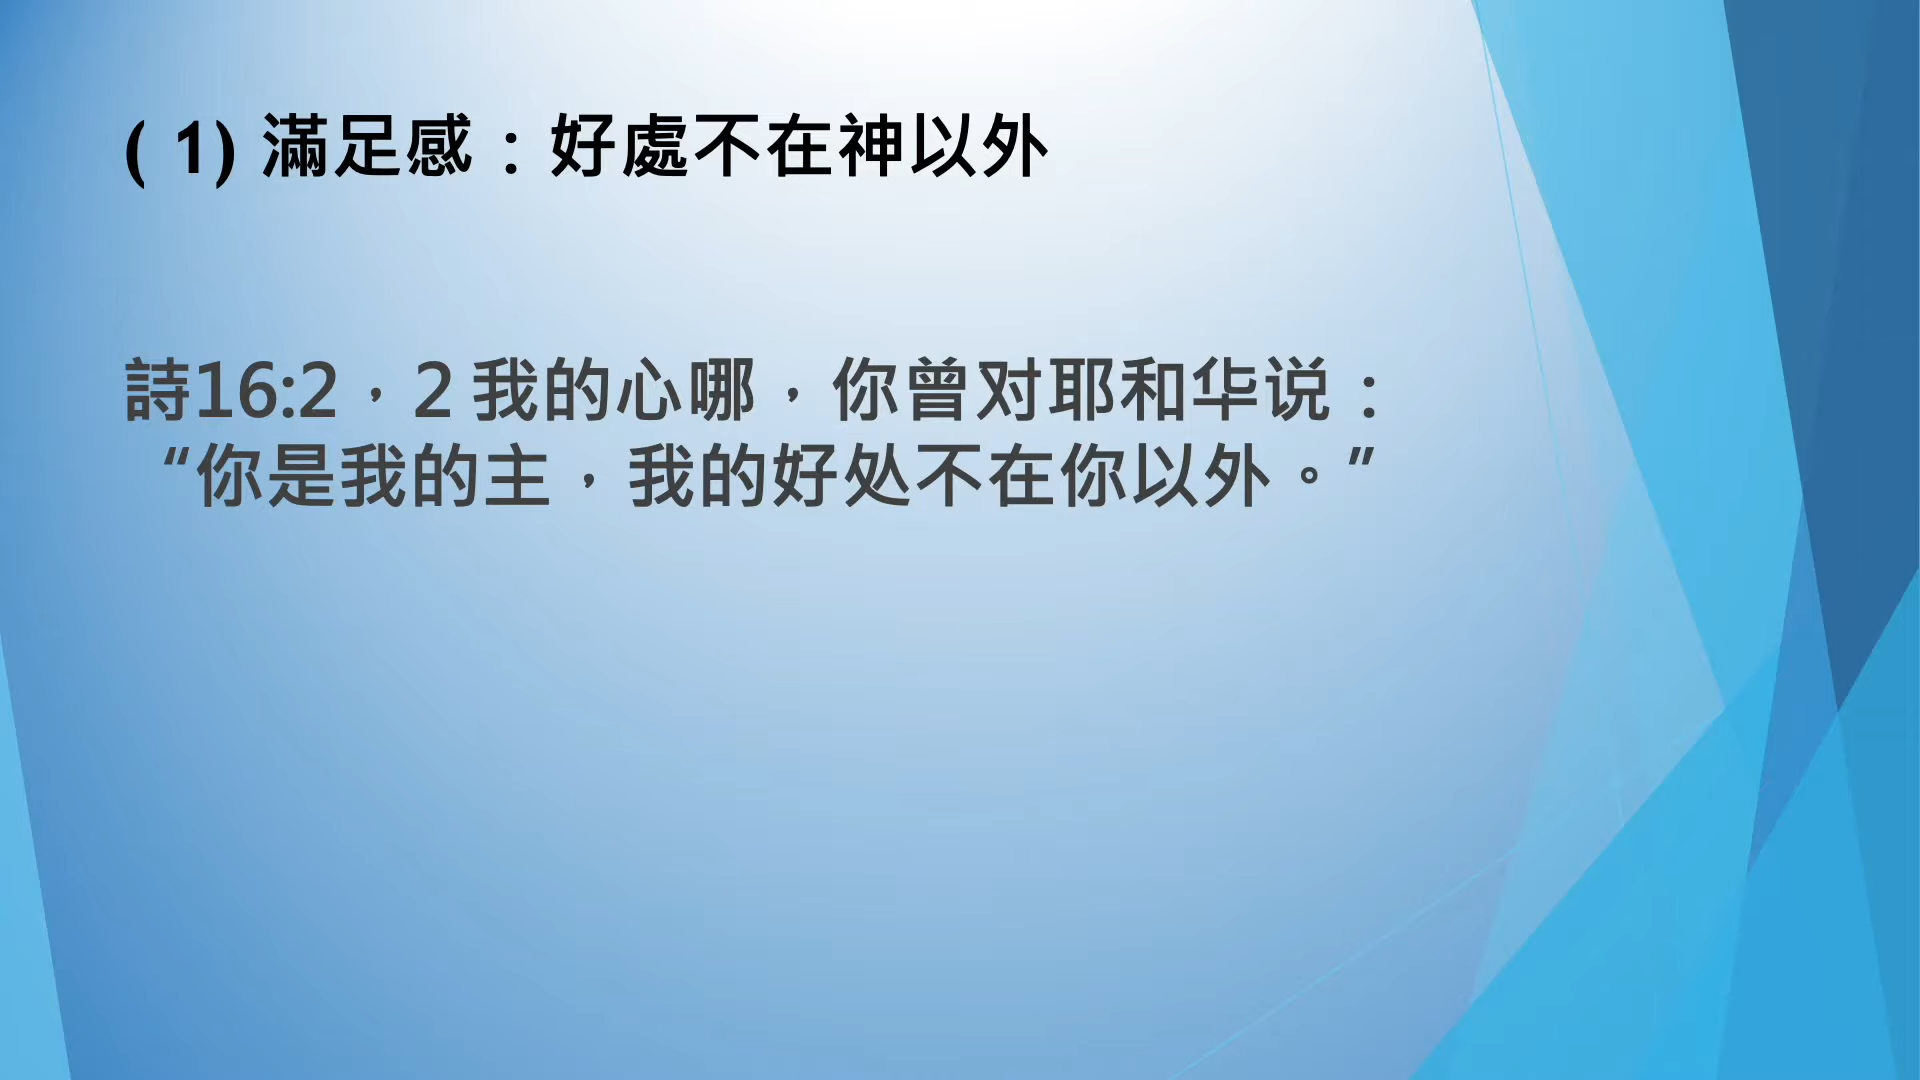 ( 1) 滿足感：好處不在神以外
詩16:2，2 我的心哪，你曾对耶和华说：
“你是我的主，我的好处不在你以外。”